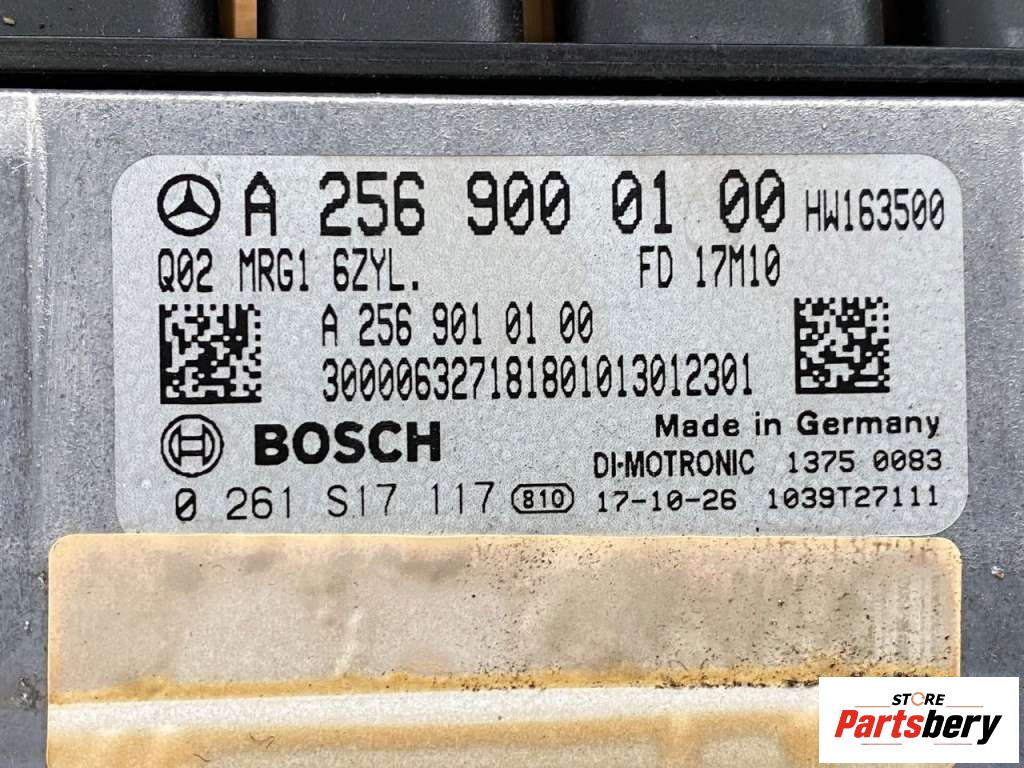 A 256 900 01 00 HW163500
Q02 MRG1 6ZYL. FD 17M10
A 256 901 01 00
300006327181801013012301
BOSCH
Made in Germany
DI-MOTRONIC 1375 0083
0 261 S17 117 810 17-10-26 1039T27111
STORE
Partsbery